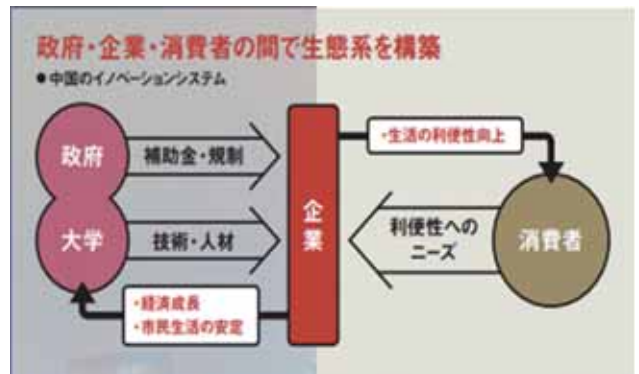 政府・企業・消費者の間で生態系を構築
●中国のイノベーションシステム
政府
補助金・規制
大学
技術・人材
企業
・生活の利便性向上
利便性への
ニーズ
消費者
・経済成長
・市民生活の安定